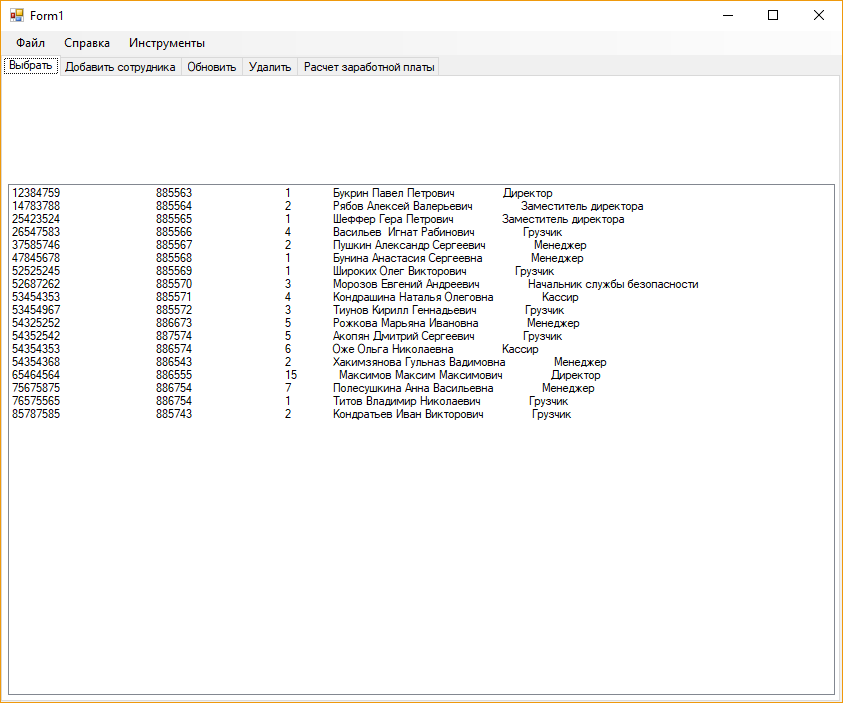 Form1
Файл Справка Инструменты
Выбрать Добавить сотрудника Обновить Удалить Расчет заработной платы
12384759 885563 1 Букрин Павел Петрович Директор
14783788 885564 2 Рябов Алексей Валерьевич Заместитель директора
25423524 885565 1 Шеффер Гера Петрович Заместитель директора
26547583 885566 4 Васильев Игнат Рабинович Грузчик
37585746 885567 2 Пушкин Александр Сергеевич Менеджер
47845678 885568 1 Бунина Анастасия Сергеевна Менеджер
52525245 885569 1 Широких Олег Викторович Грузчик
52687262 885570 3 Морозов Евгений Андреевич Начальник службы безопасности
53454353 885571 4 Кондрашина Наталья Олеговна Кассир
53454967 885572 3 Тиунов Кирилл Геннадьевич Грузчик
54325252 886673 5 Рожкова Марьяна Ивановна Менеджер
54352542 887574 5 Акопян Дмитрий Сергеевич Грузчик
54354353 886574 6 Оже Ольга Николаевна Кассир
54354368 886543 2 Хакимзянова Гульназ Вадимовна Менеджер
65464564 886555 15 Максимов Максим Максимович Директор
75675875 886754 7 Полесушкина Анна Васильевна Менеджер
76575565 886754 1 Титов Владимир Николаевич Грузчик
85787585 885743 2 Кондратьев Иван Викторович Грузчик